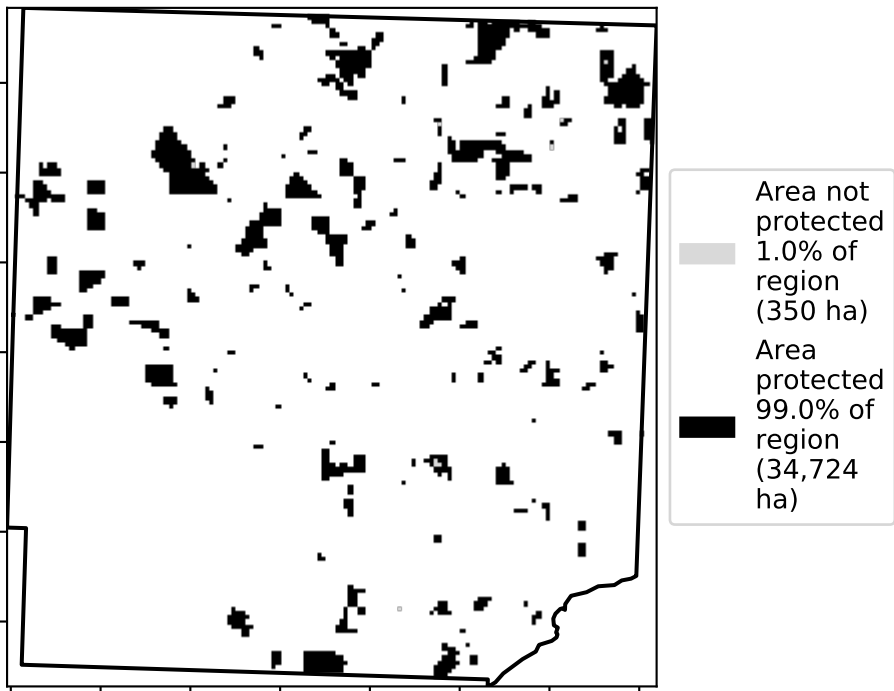 Area not
protected
1.0% of
region
(350 ha)
Area
protected
99.0% of
region
(34,724
ha)